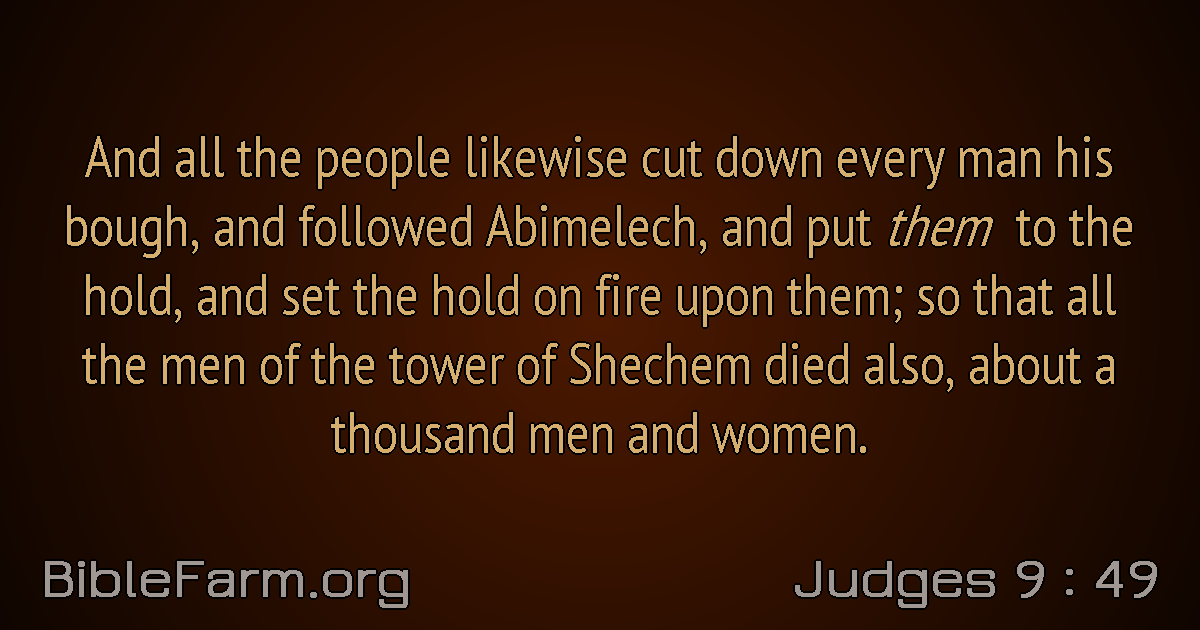 And all the people likewise cut down every man his
bough, and followed Abimelech, and put them to the
hold, and set the hold on fire upon them; so that all
the men of the tower of Shechem died also, about a
thousand men and women.
BibleFarm.org
Judges 9 : 49